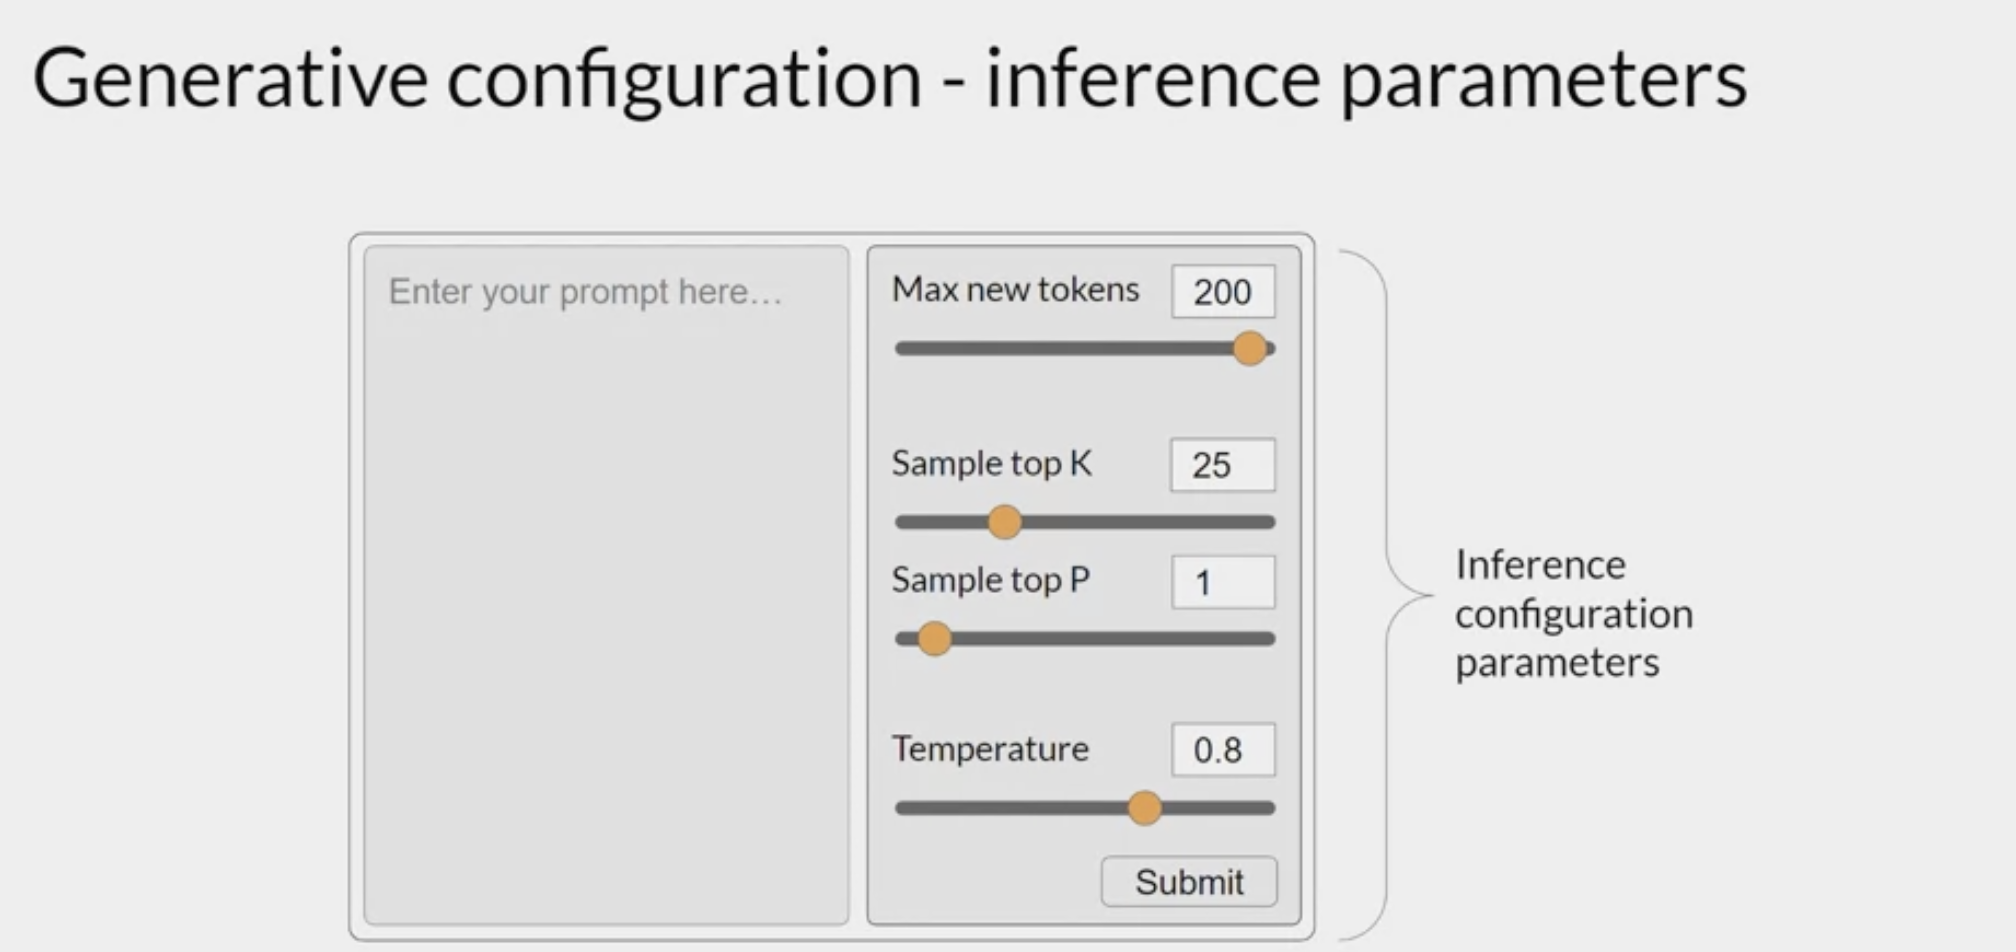 Generative configuration - inference parameters
Enter your prompt here...
Max new tokens 200
Sample top K 25
Sample top P 1
Temperature 0.8
Submit
Inference
configuration
parameters